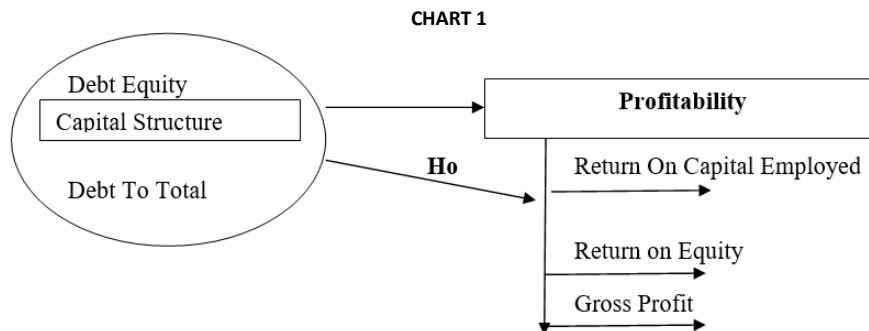 CHART 1
Debt Equity
Capital Structure
Debt To Total
Ho
Profitability
Return On Capital Employed
Return on Equity
Gross Profit